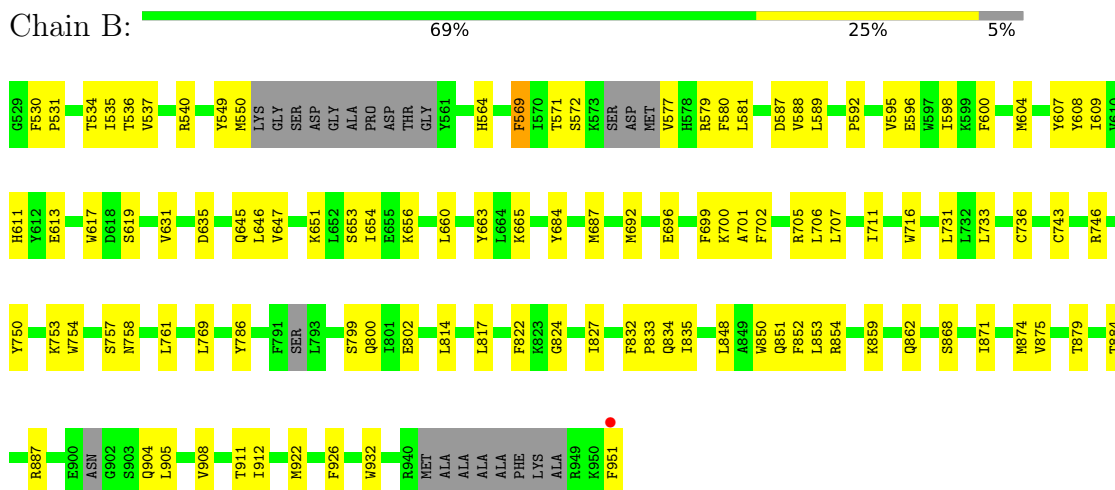 Chain B:
69% 25% 5%
G529 F530 P531 T534 I535 T536 V537 R540 Y549 M550 LYS GLY SER ASP GLY ALA PRO ASP THR GLY Y561 H564 F569 I570 T571 S572 K573 SER ASP MET V577 H578 R579 F580 L581 D587 V588 L589 P592 V595 E596 W597 I598 K599 F600 M604 Y607 Y608 I609 V610
H611 Y612 E613 W617 D618 S619 V631 D635 Q645 L646 V647 K651 L652 S653 I654 E655 K656 L660 Y663 L664 K665 Y684 M687 M692 E696 F699 K700 A701 F702 R705 L706 L707 I711 W716 L731 L732 L733 C736 C743 R746
Y750 K753 W754 S757 N758 L761 L769 Y786 F791 SER L793 S799 Q800 I801 E802 L814 L817 F822 K823 G824 I827 F832 P833 Q834 I835 L848 A849 W850 Q851 F852 L853 R854 K859 Q862 S868 I871 M874 V875 T879 T884
R887 E900 ASN G902 S903 Q904 L905 V908 T911 I912 M922 F926 W932 R940 MET ALA ALA ALA ALA PHE LYS ALA R949 K950 F951